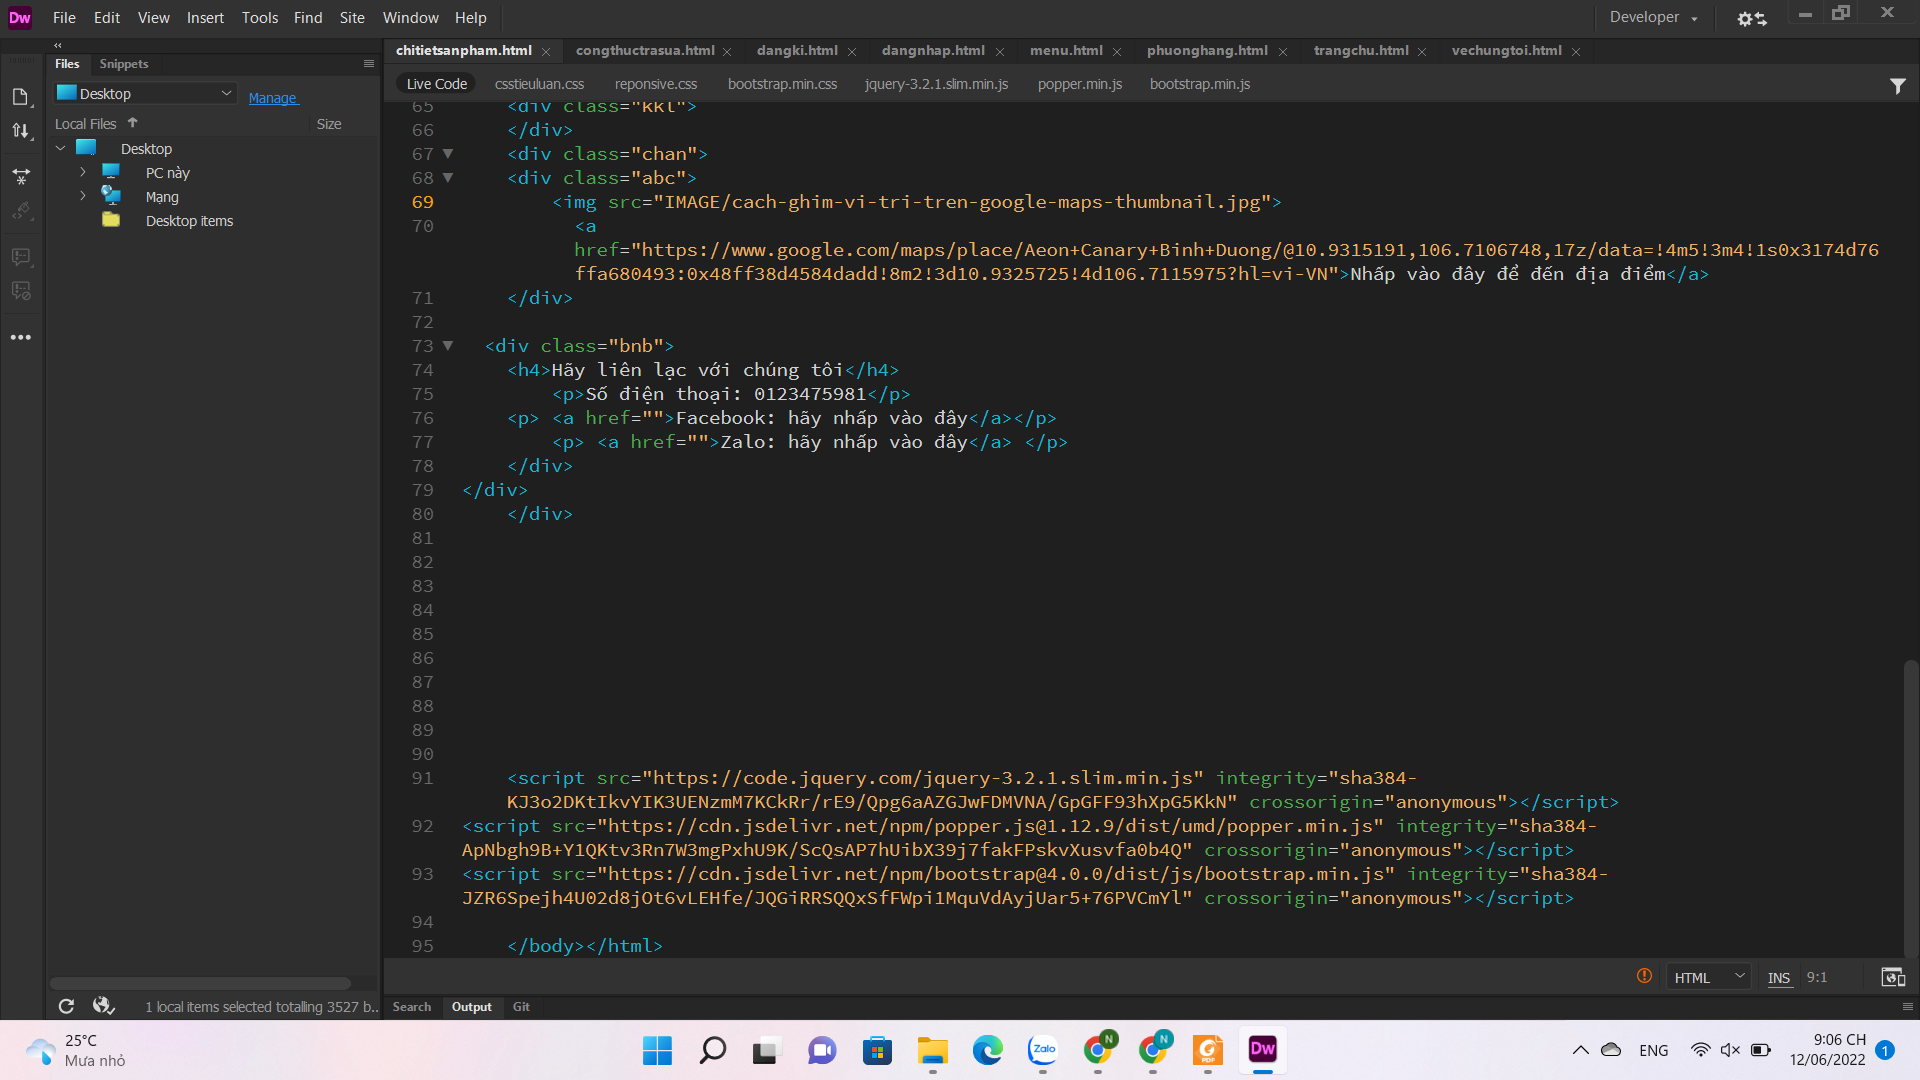 Dw File Edit View Insert Tools Find Site Window Help Developer
Files Snippets
Desktop Manage
Local Files Size
Desktop
PC này
Mạng
Desktop items
1 local items selected totalling 3527 b..
chitietsanpham.html congthuctrasua.html dangki.html dangnhap.html menu.html phuonghang.html trangchu.html vechungtoi.html
Live Code csstieuluan.css reponsive.css bootstrap.min.css jquery-3.2.1.slim.min.js popper.min.js bootstrap.min.js
65 <div class="kkl">
66 </div>
67 <div class="chan">
68 <div class="abc">
69 <img src="IMAGE/cach-ghim-vi-tri-tren-google-maps-thumbnail.jpg">
70 <a
href="https://www.google.com/maps/place/Aeon+Canary+Binh+Duong/@10.9315191,106.7106748,17z/data=!4m5!3m4!1s0x3174d76
ffa680493:0x48ff38d4584dadd!8m2!3d10.9325725!4d106.7115975?hl=vi-VN">Nhấp vào đây để đến địa điểm</a>
71 </div>
72
73 <div class="bnb">
74 <h4>Hãy liên lạc với chúng tôi</h4>
75 <p>Số điện thoại: 0123475981</p>
76 <p> <a href="">Facebook: hãy nhấp vào đây</a></p>
77 <p> <a href="">Zalo: hãy nhấp vào đây</a> </p>
78 </div>
79 </div>
80 </div>
81
82
83
84
85
86
87
88
89
90
91 <script src="https://code.jquery.com/jquery-3.2.1.slim.min.js" integrity="sha384-
KJ3o2DKtIkvYIK3UENzmM7KCkRr/rE9/Qpg6aAZGJwFDMVNA/GpGFF93hXpG5KkN" crossorigin="anonymous"></script>
92 <script src="https://cdn.jsdelivr.net/npm/popper.js@1.12.9/dist/umd/popper.min.js" integrity="sha384-
ApNbgh9B+Y1QKtv3Rn7W3mgPxhU9K/ScQsAP7hUibX39j7fakFPskvXusvfa0b4Q" crossorigin="anonymous"></script>
93 <script src="https://cdn.jsdelivr.net/npm/bootstrap@4.0.0/dist/js/bootstrap.min.js" integrity="sha384-
JZR6Spejh4U02d8jOt6vLEHfe/JQGiRRSQQxSfFWpi1MquVdAyjUar5+76PVCmYl" crossorigin="anonymous"></script>
94
95 </body></html>
HTML INS 9:1
Search Output Git
25°C
Mưa nhỏ
Zalo N N PDF Dw
ENG
9:06 CH
12/06/2022
1